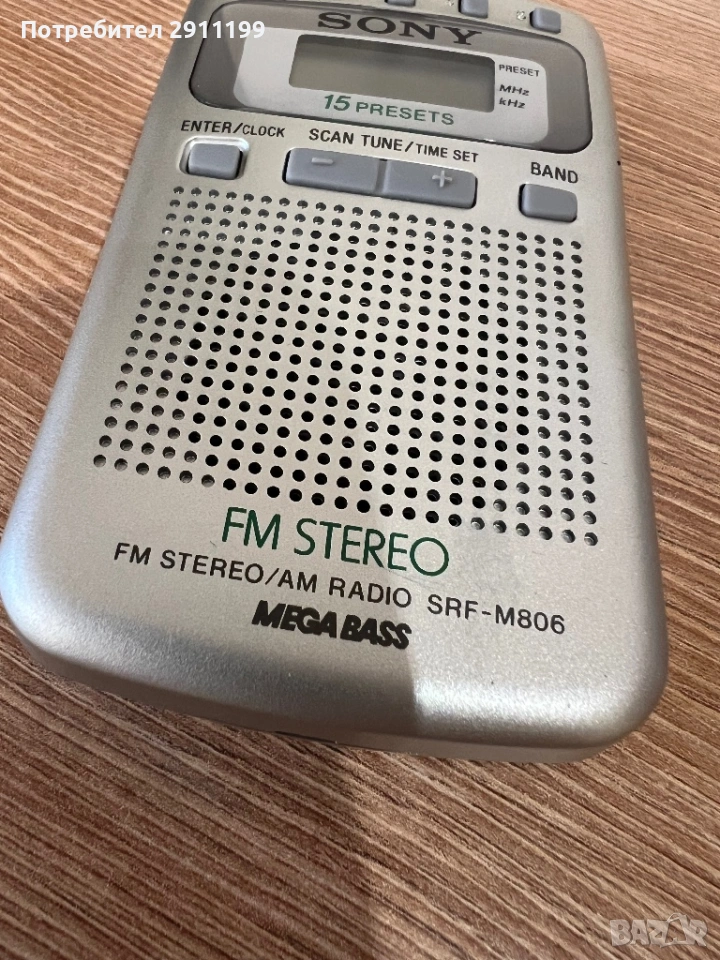 Потребител 2911199
SONY
PRESET
MHz
kHz
15 PRESETS
ENTER/CLOCK
SCAN TUNE/TIME SET
BAND
− +
FM STEREO
FM STEREO/AM RADIO SRF-M806
MEGA BASS
BAZAR